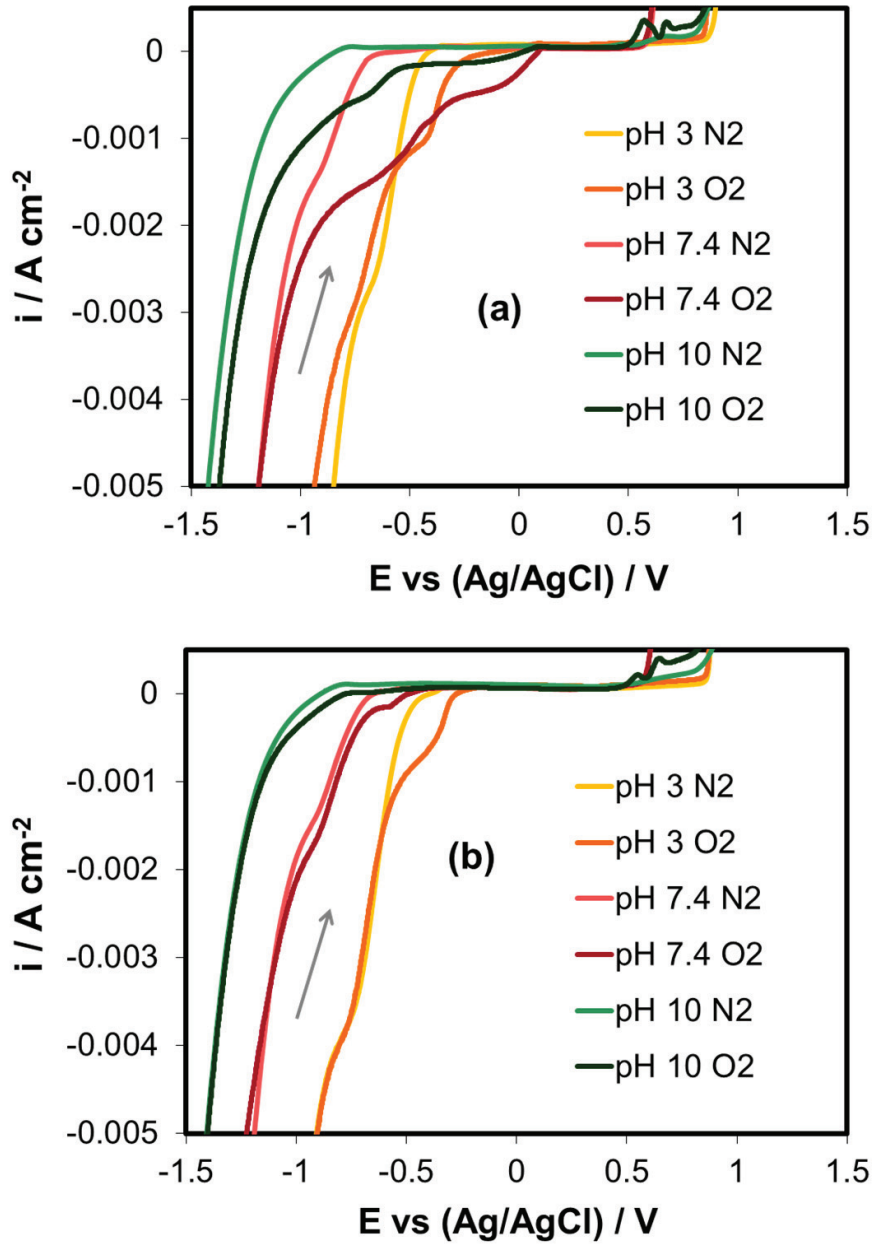 0
-0.001
-0.002
-0.003
-0.004
-0.005
i / A cm-2
pH 3 N2
pH 3 O2
pH 7.4 N2
pH 7.4 O2
pH 10 N2
pH 10 O2
(a)
-1.5 -1 -0.5 0 0.5 1 1.5
E vs (Ag/AgCl) / V
0
-0.001
-0.002
-0.003
-0.004
-0.005
i / A cm-2
pH 3 N2
pH 3 O2
pH 7.4 N2
pH 7.4 O2
pH 10 N2
pH 10 O2
(b)
-1.5 -1 -0.5 0 0.5 1 1.5
E vs (Ag/AgCl) / V